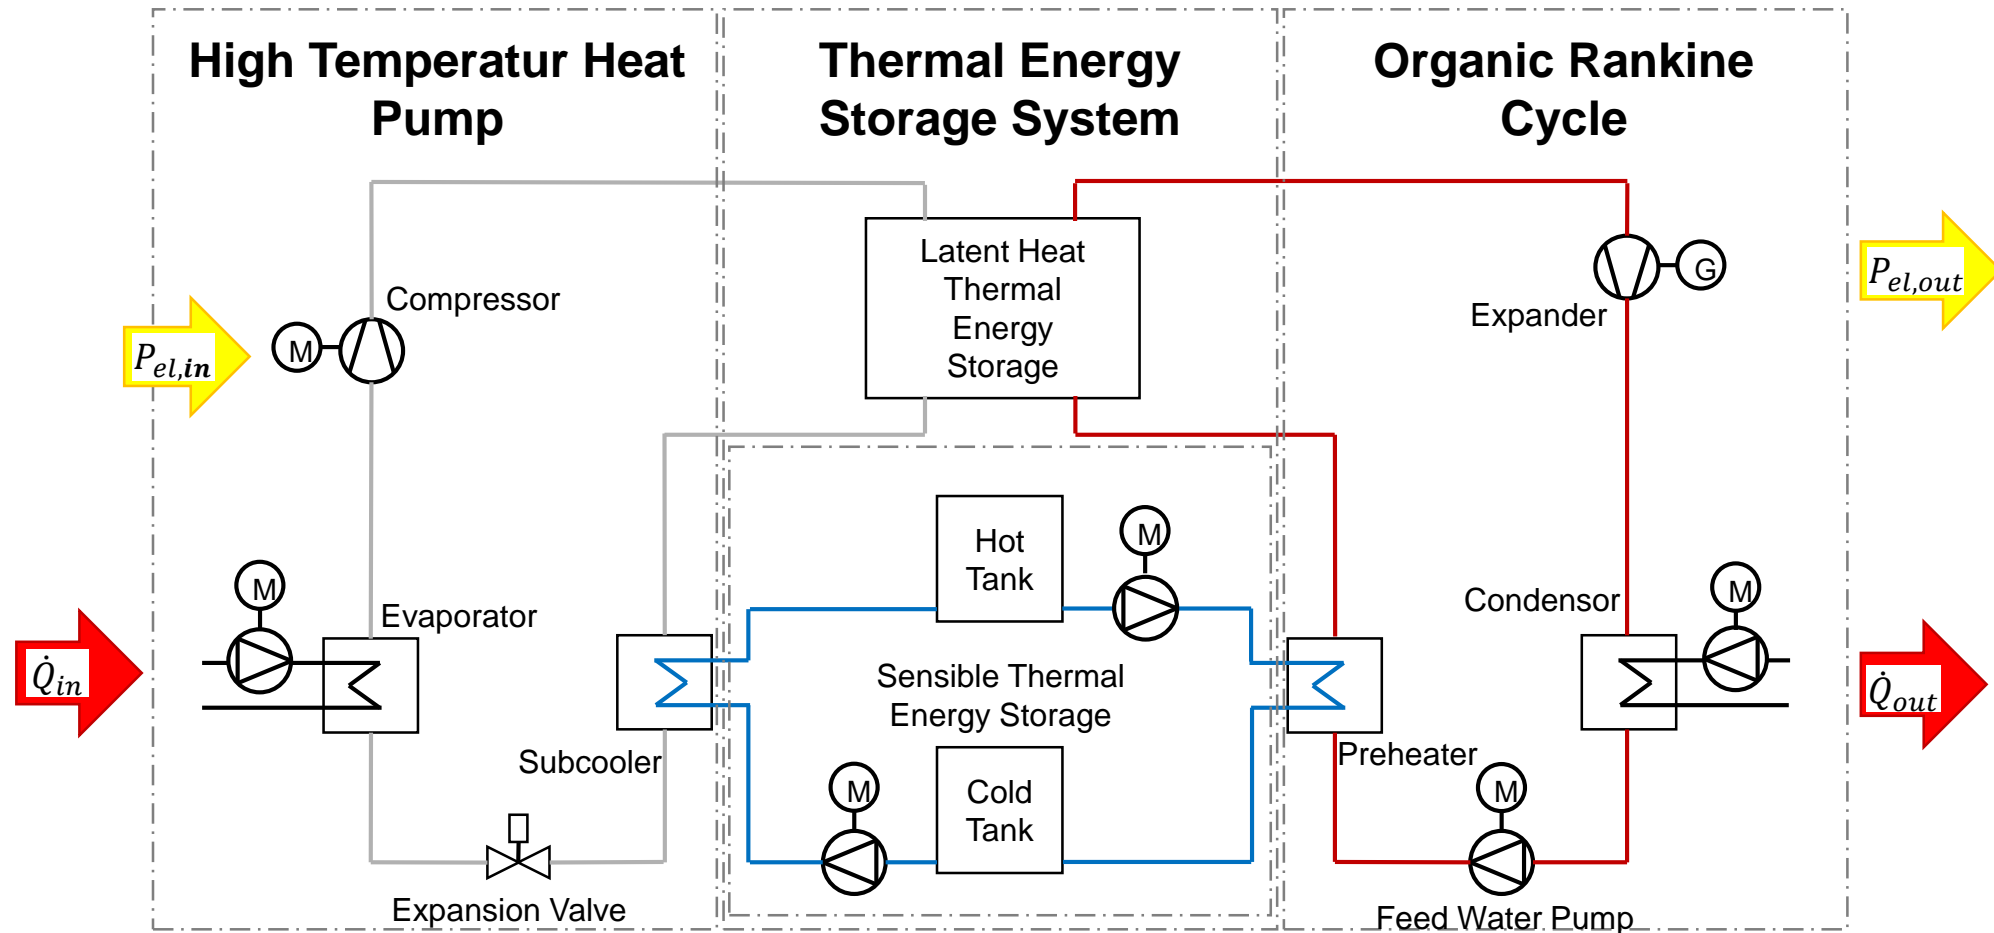 High Temperatur Heat
Pump
Thermal Energy
Storage System
Organic Rankine
Cycle
Latent Heat
Thermal
Energy
Storage
Compressor
M
P_el,in
Expander
G
P_el,out
Hot
Tank
M
M
Evaporator
Q̇_in
Subcooler
Sensible Thermal
Energy Storage
Condensor
M
Q̇_out
Preheater
M
Cold
Tank
M
Expansion Valve
Feed Water Pump